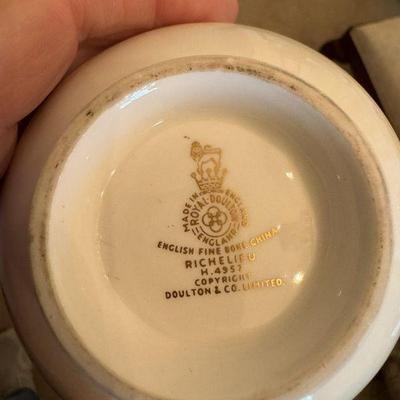 MADE IN ENGLAND
ROYAL DOULTON
ENGLAND
ENGLISH FINE BONE CHINA
RICHELIEU
H.4957
COPYRIGHT
DOULTON & CO. LIMITED.